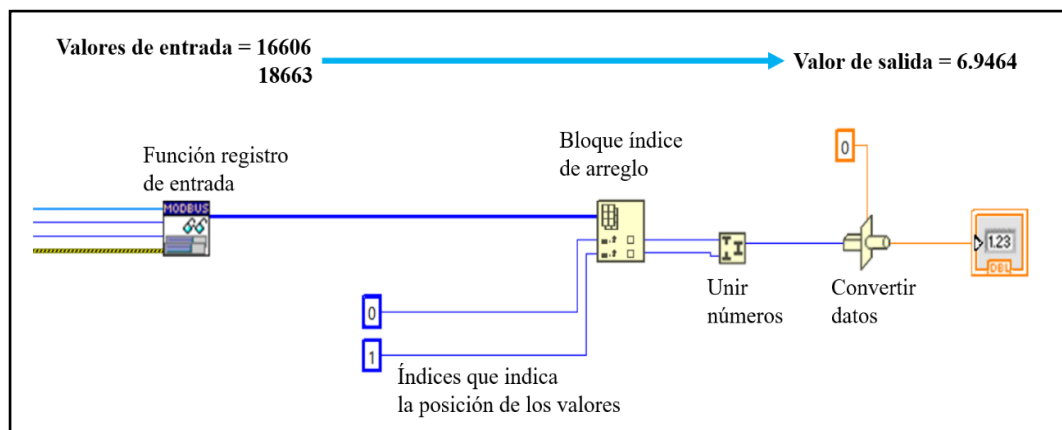 Valores de entrada = 16606
18663
Valor de salida = 6.9464
Función registro
de entrada
MODBUS
Bloque índice
de arreglo
0
1.23
DBL
Unir
números
Convertir
datos
0
1
Índices que indica
la posición de los valores